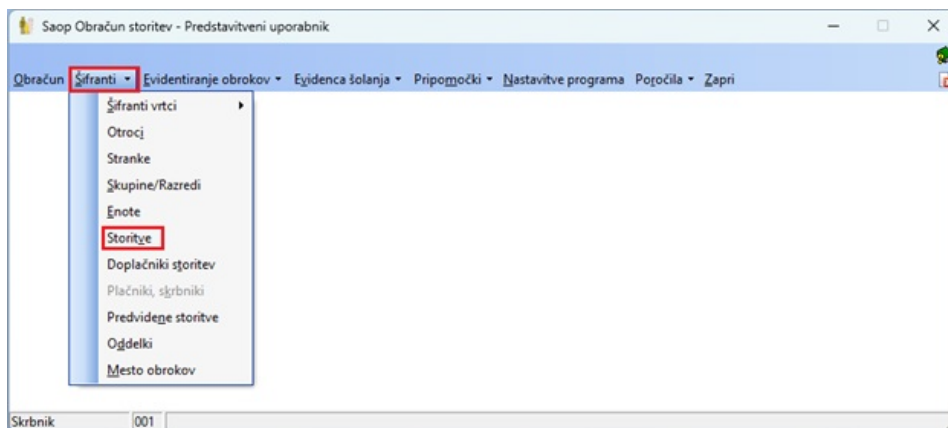 Saop Obračun storitev - Predstavitveni uporabnik
Obračun Šifranti Evidentiranje obrokov Evidenca šolanja Pripomočki Nastavitve programa Poročila Zapri
Šifranti vrtci
Otroci
Stranke
Skupine/Razredi
Enote
Storitve
Doplačniki storitev
Plačniki, skrbniki
Predvidene storitve
Oddelki
Mesto obrokov
Skrbnik 001